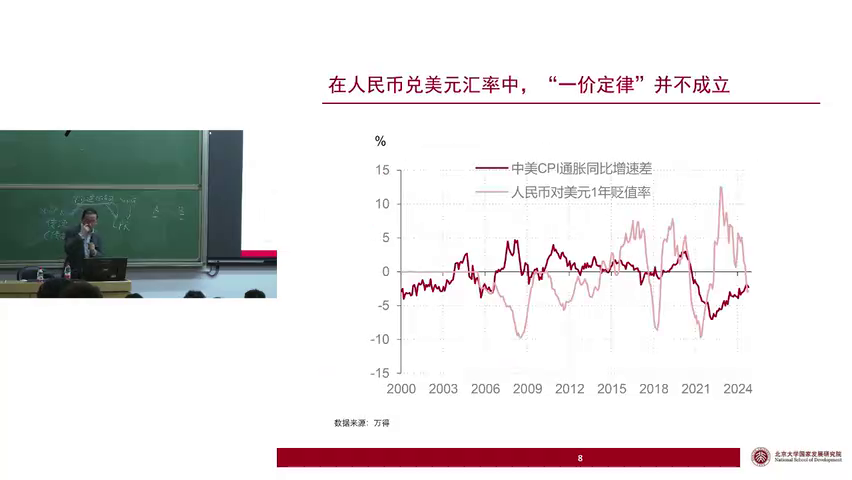 在人民币兑美元汇率中，“一价定律”并不成立
%
中美CPI通胀同比增速差
人民币对美元1年贬值率
15
10
5
0
-5
-10
-15
2000 2003 2006 2009 2012 2015 2018 2021 2024
数据来源：万得
8
北京大学国家发展研究院
National School of Development